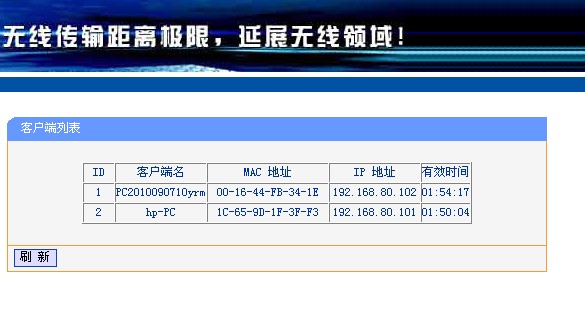 无线传输距离极限，延展无线领域！
客户端列表
ID 客户端名 MAC 地址 IP 地址 有效时间
1 PC2010090710yrm 00-16-44-FB-34-1E 192.168.80.102 01:54:17
2 hp-PC 1C-65-9D-1F-3F-F3 192.168.80.101 01:50:04
刷 新